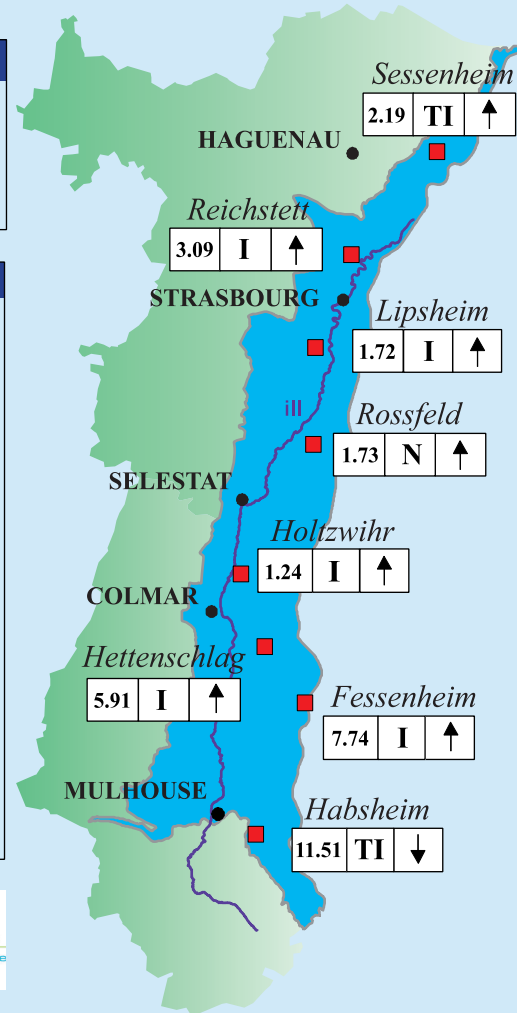 Sessenheim
2.19 TI ↑
HAGUENAU
Reichstett
3.09 I ↑
STRASBOURG
Lipsheim
1.72 I ↑
ill
Rossfeld
1.73 N ↑
SELESTAT
Holtzwihr
1.24 I ↑
COLMAR
Hettenschlag
5.91 I ↑
Fessenheim
7.74 I ↑
MULHOUSE
Habsheim
11.51 TI ↓
e